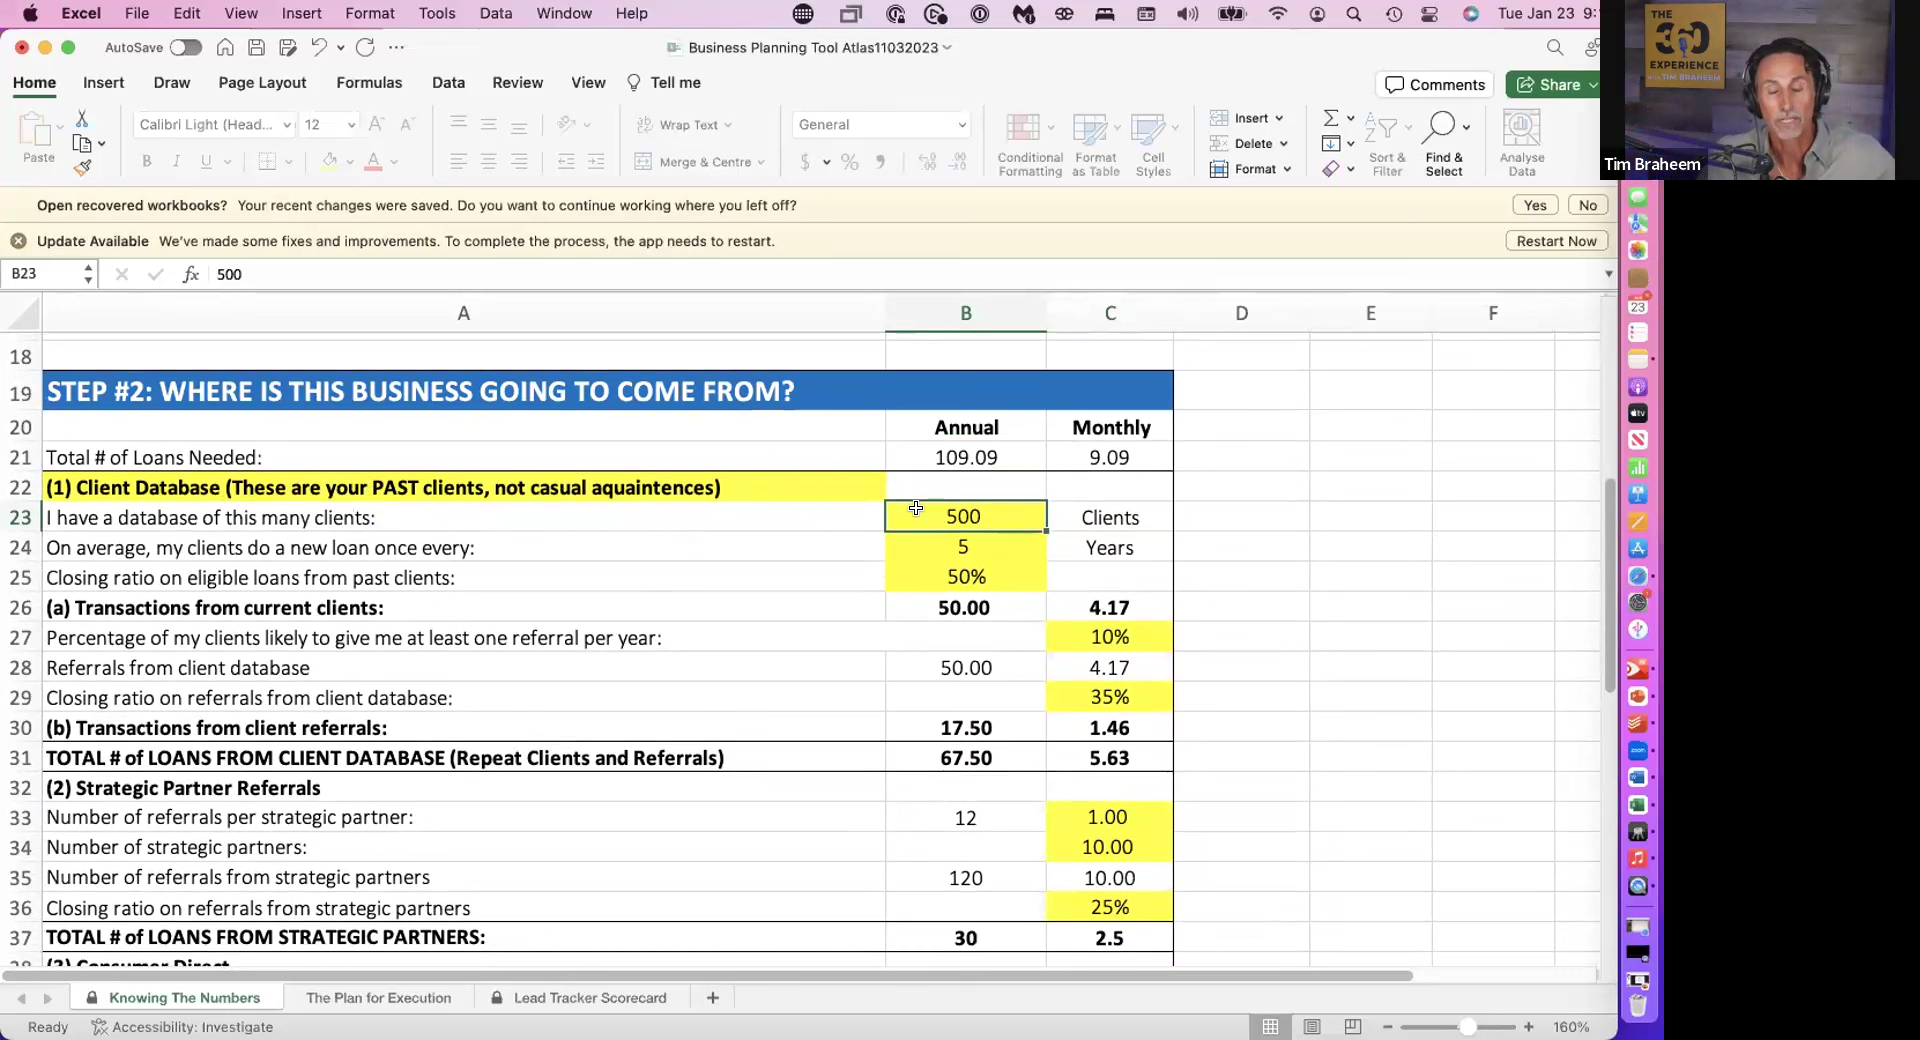 Excel File Edit View Insert Format Tools Data Window Help Tue Jan 23 9:
AutoSave Business Planning Tool Atlas11032023
Home Insert Draw Page Layout Formulas Data Review View Tell me Comments Share
Paste Calibri Light (Head... 12 A A Wrap Text General Insert
B I U A Merge & Centre $ % Delete
Conditional Formatting Format as Table Cell Styles Format Sort & Filter Find & Select Analyse Data
Open recovered workbooks? Your recent changes were saved. Do you want to continue working where you left off? Yes No
Update Available We've made some fixes and improvements. To complete the process, the app needs to restart. Restart Now
B23 fx 500
A B C D E F
18
19 STEP #2: WHERE IS THIS BUSINESS GOING TO COME FROM?
20 Annual Monthly
21 Total # of Loans Needed: 109.09 9.09
22 (1) Client Database (These are your PAST clients, not casual aquaintences)
23 I have a database of this many clients: 500 Clients
24 On average, my clients do a new loan once every: 5 Years
25 Closing ratio on eligible loans from past clients: 50%
26 (a) Transactions from current clients: 50.00 4.17
27 Percentage of my clients likely to give me at least one referral per year: 10%
28 Referrals from client database 50.00 4.17
29 Closing ratio on referrals from client database: 35%
30 (b) Transactions from client referrals: 17.50 1.46
31 TOTAL # of LOANS FROM CLIENT DATABASE (Repeat Clients and Referrals) 67.50 5.63
32 (2) Strategic Partner Referrals
33 Number of referrals per strategic partner: 12 1.00
34 Number of strategic partners: 10.00
35 Number of referrals from strategic partners 120 10.00
36 Closing ratio on referrals from strategic partners 25%
37 TOTAL # of LOANS FROM STRATEGIC PARTNERS: 30 2.5
(3) Consumer Direct
Knowing The Numbers The Plan for Execution Lead Tracker Scorecard
Ready Accessibility: Investigate 160%
THE
360
EXPERIENCE
WITH TIM BRAHEEM
Tim Braheem
23
tv